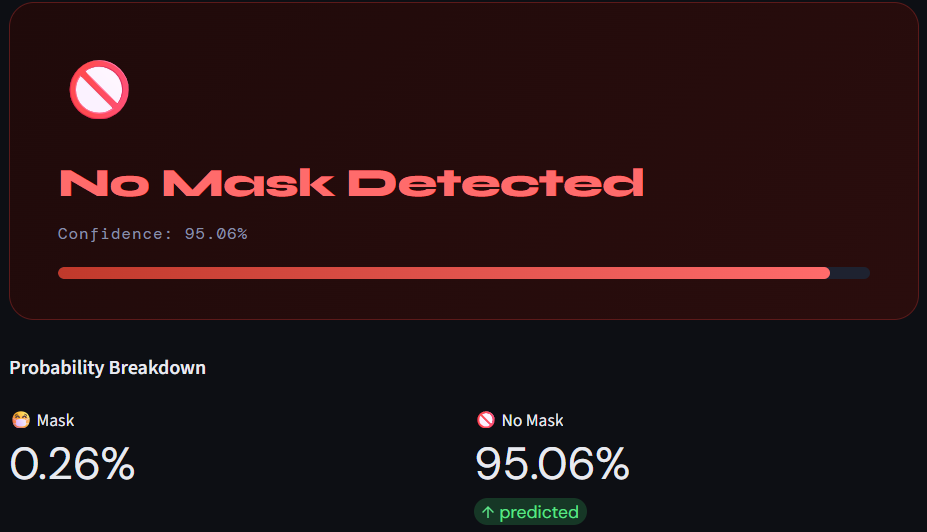 No Mask Detected
Confidence: 95.06%
Probability Breakdown
Mask
No Mask
0.26%
95.06%
↑ predicted